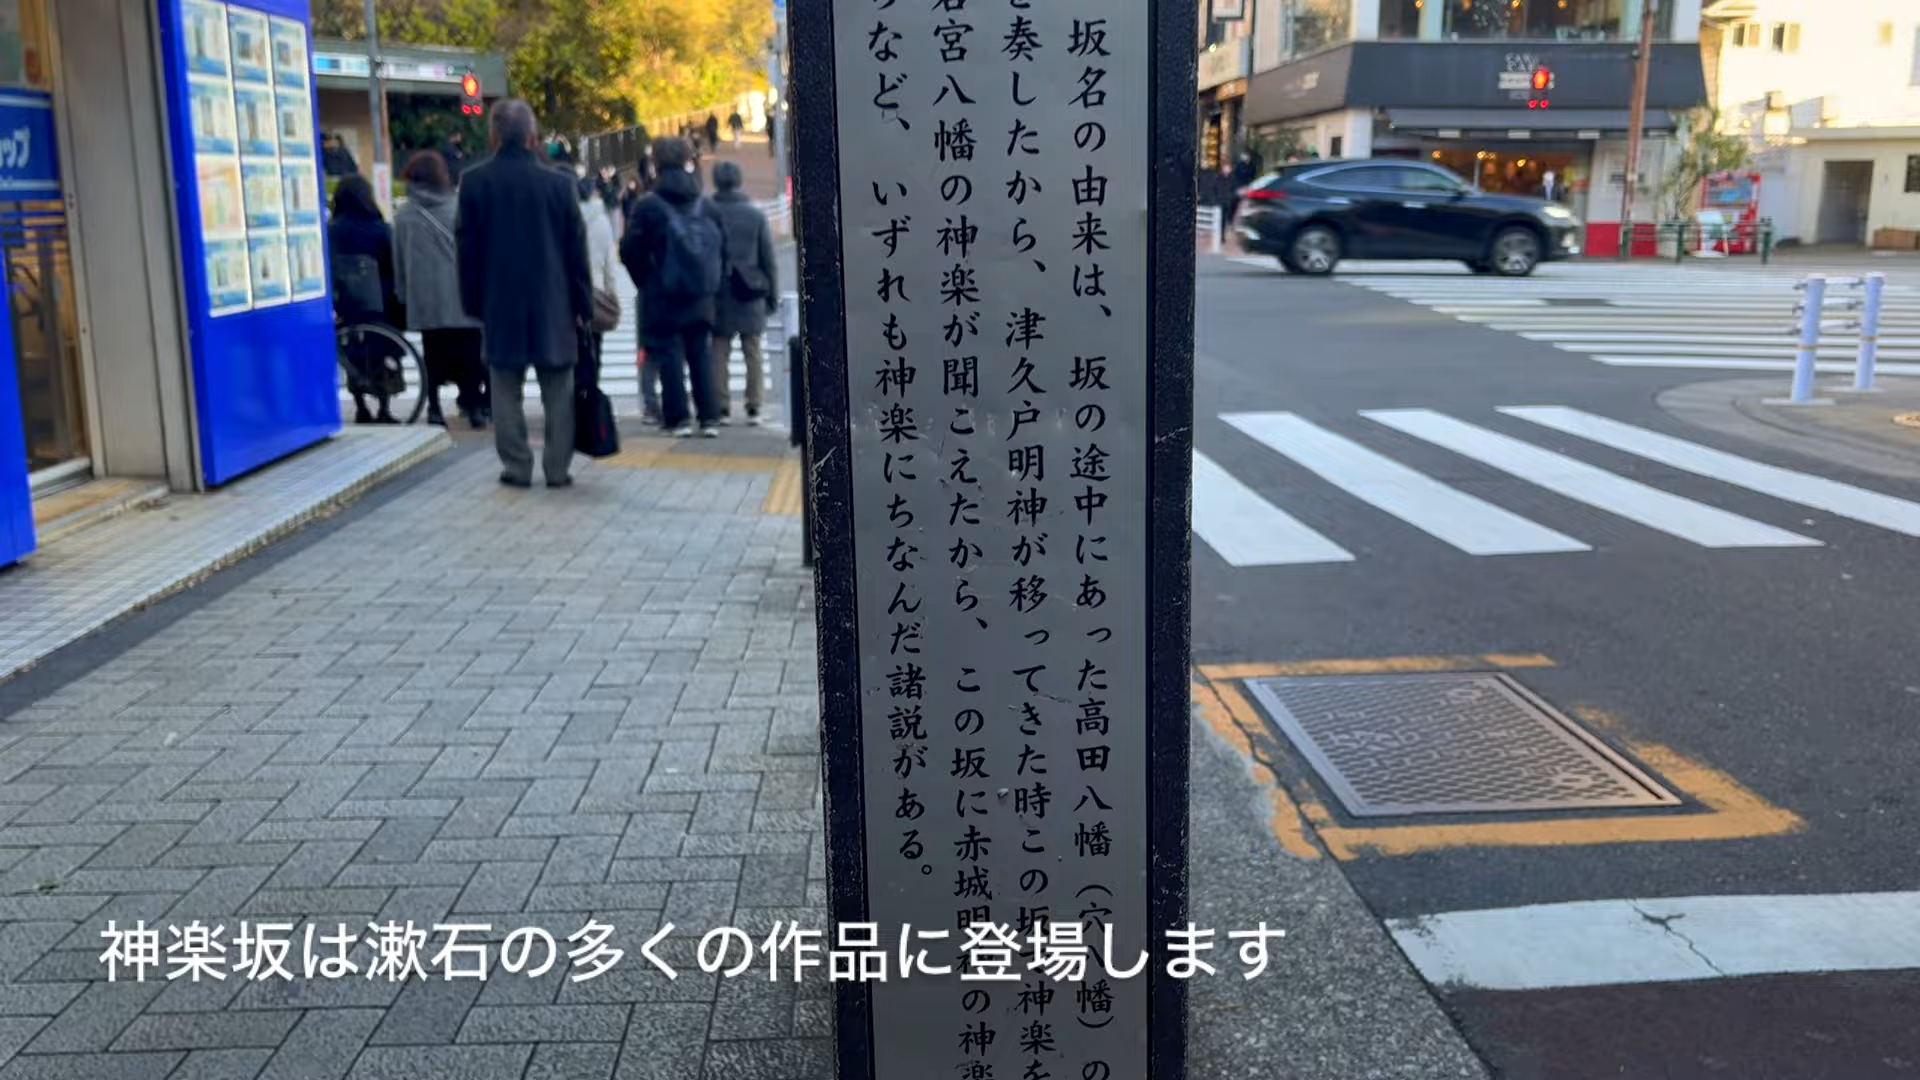 坂名の由来は、坂の途中にあった高田八幡（穴八幡）の
を奏したから、津久戸明神が移ってきた時この坂で神楽を
若宮八幡の神楽が聞こえたから、この坂に赤城明神の神楽
など、いずれも神楽にちなんだ諸説がある。
神楽坂は漱石の多くの作品に登場します
ップ